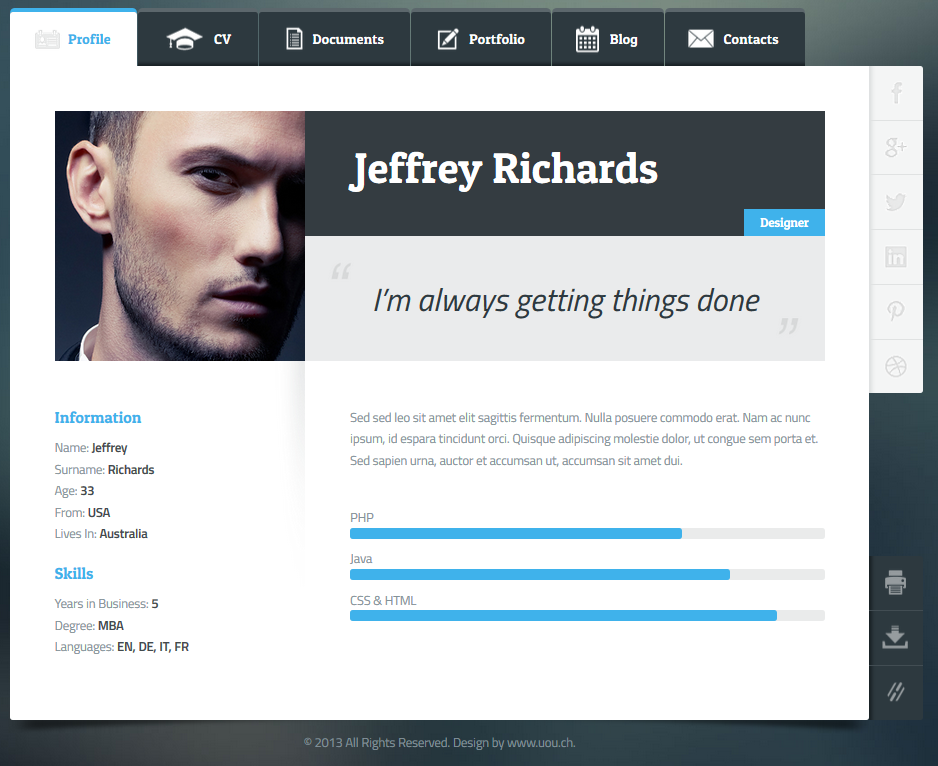 Profile
CV
Documents
Portfolio
Blog
Contacts
Jeffrey Richards
Designer
“ I’m always getting things done ”
Information
Name: Jeffrey
Surname: Richards
Age: 33
From: USA
Lives In: Australia
Skills
Years in Business: 5
Degree: MBA
Languages: EN, DE, IT, FR
Sed sed leo sit amet elit sagittis fermentum. Nulla posuere commodo erat. Nam ac nunc
ipsum, id espara tincidunt orci. Quisque adipiscing molestie dolor, ut congue sem porta et.
Sed sapien urna, auctor et accumsan ut, accumsan sit amet dui.
PHP
Java
CSS & HTML
© 2013 All Rights Reserved. Design by www.uou.ch.